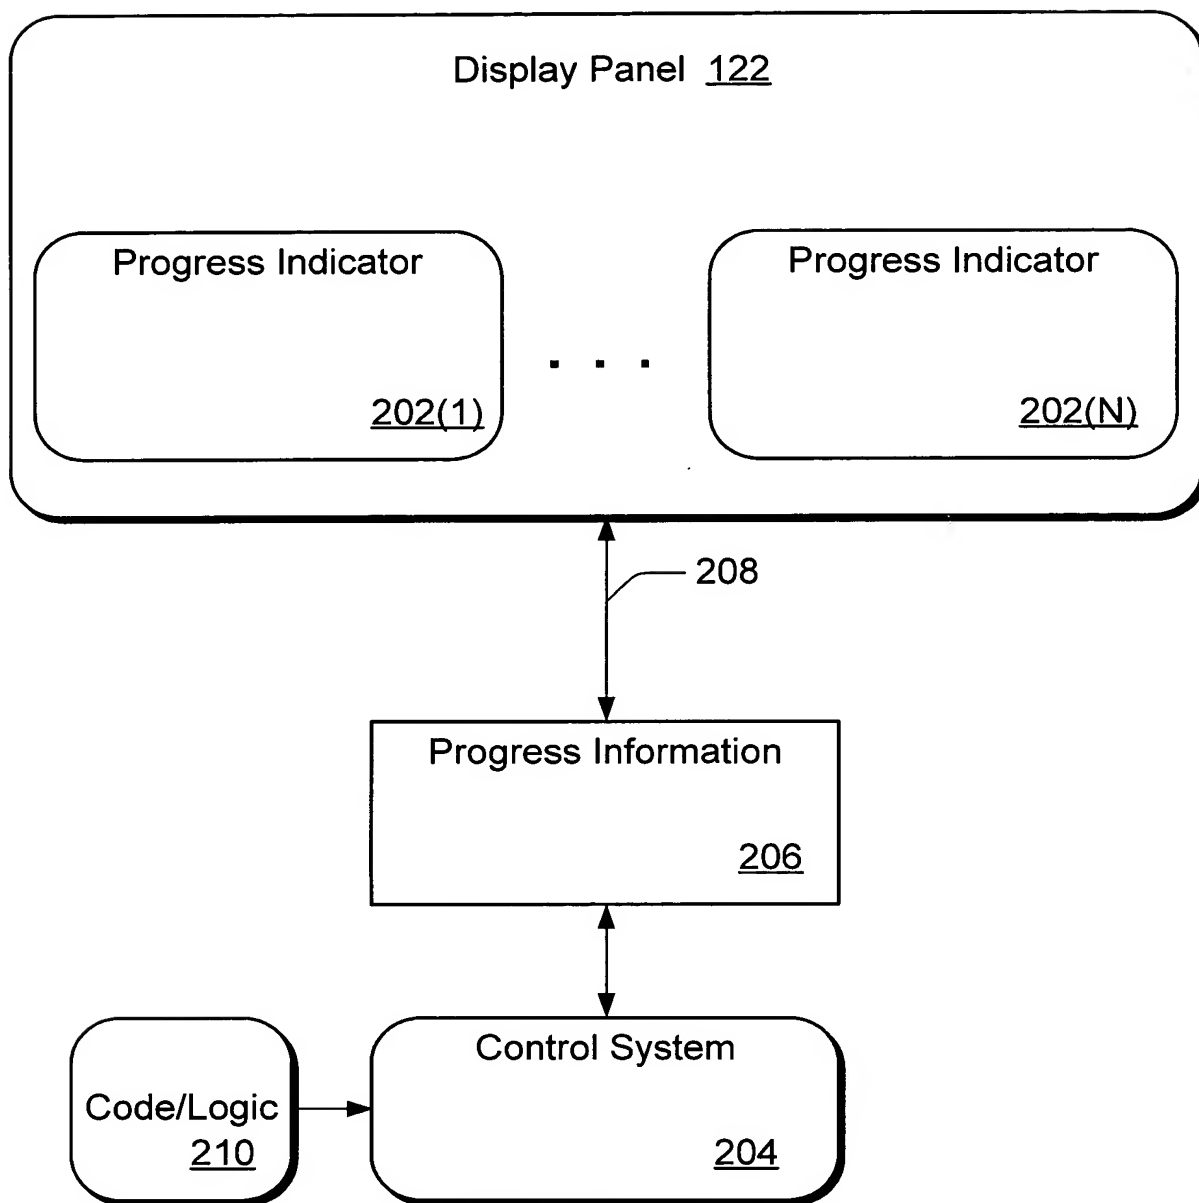 Display Panel 122
Progress Indicator
202(1)
. . .
Progress Indicator
202(N)
208
Progress Information
206
Control System
204
Code/Logic
210